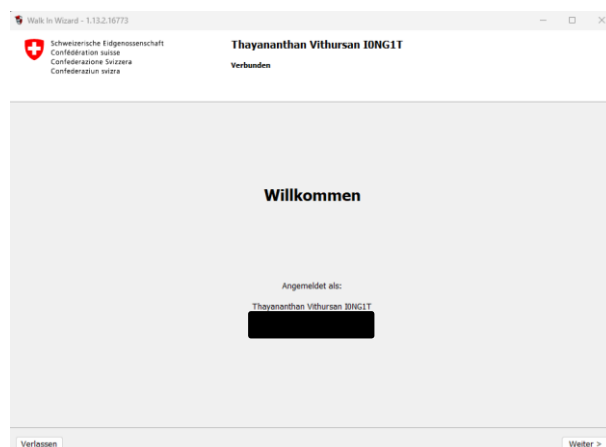 Walk In Wizard - 1.13.2.16773
Schweizerische Eidgenossenschaft
Confédération suisse
Confederazione Svizzera
Confederaziun svizra
Thayananthan Vithursan I0NG1T
Verbunden
Willkommen
Angemeldet als:
Thayananthan Vithursan I0NG1T
Verlassen
Weiter >